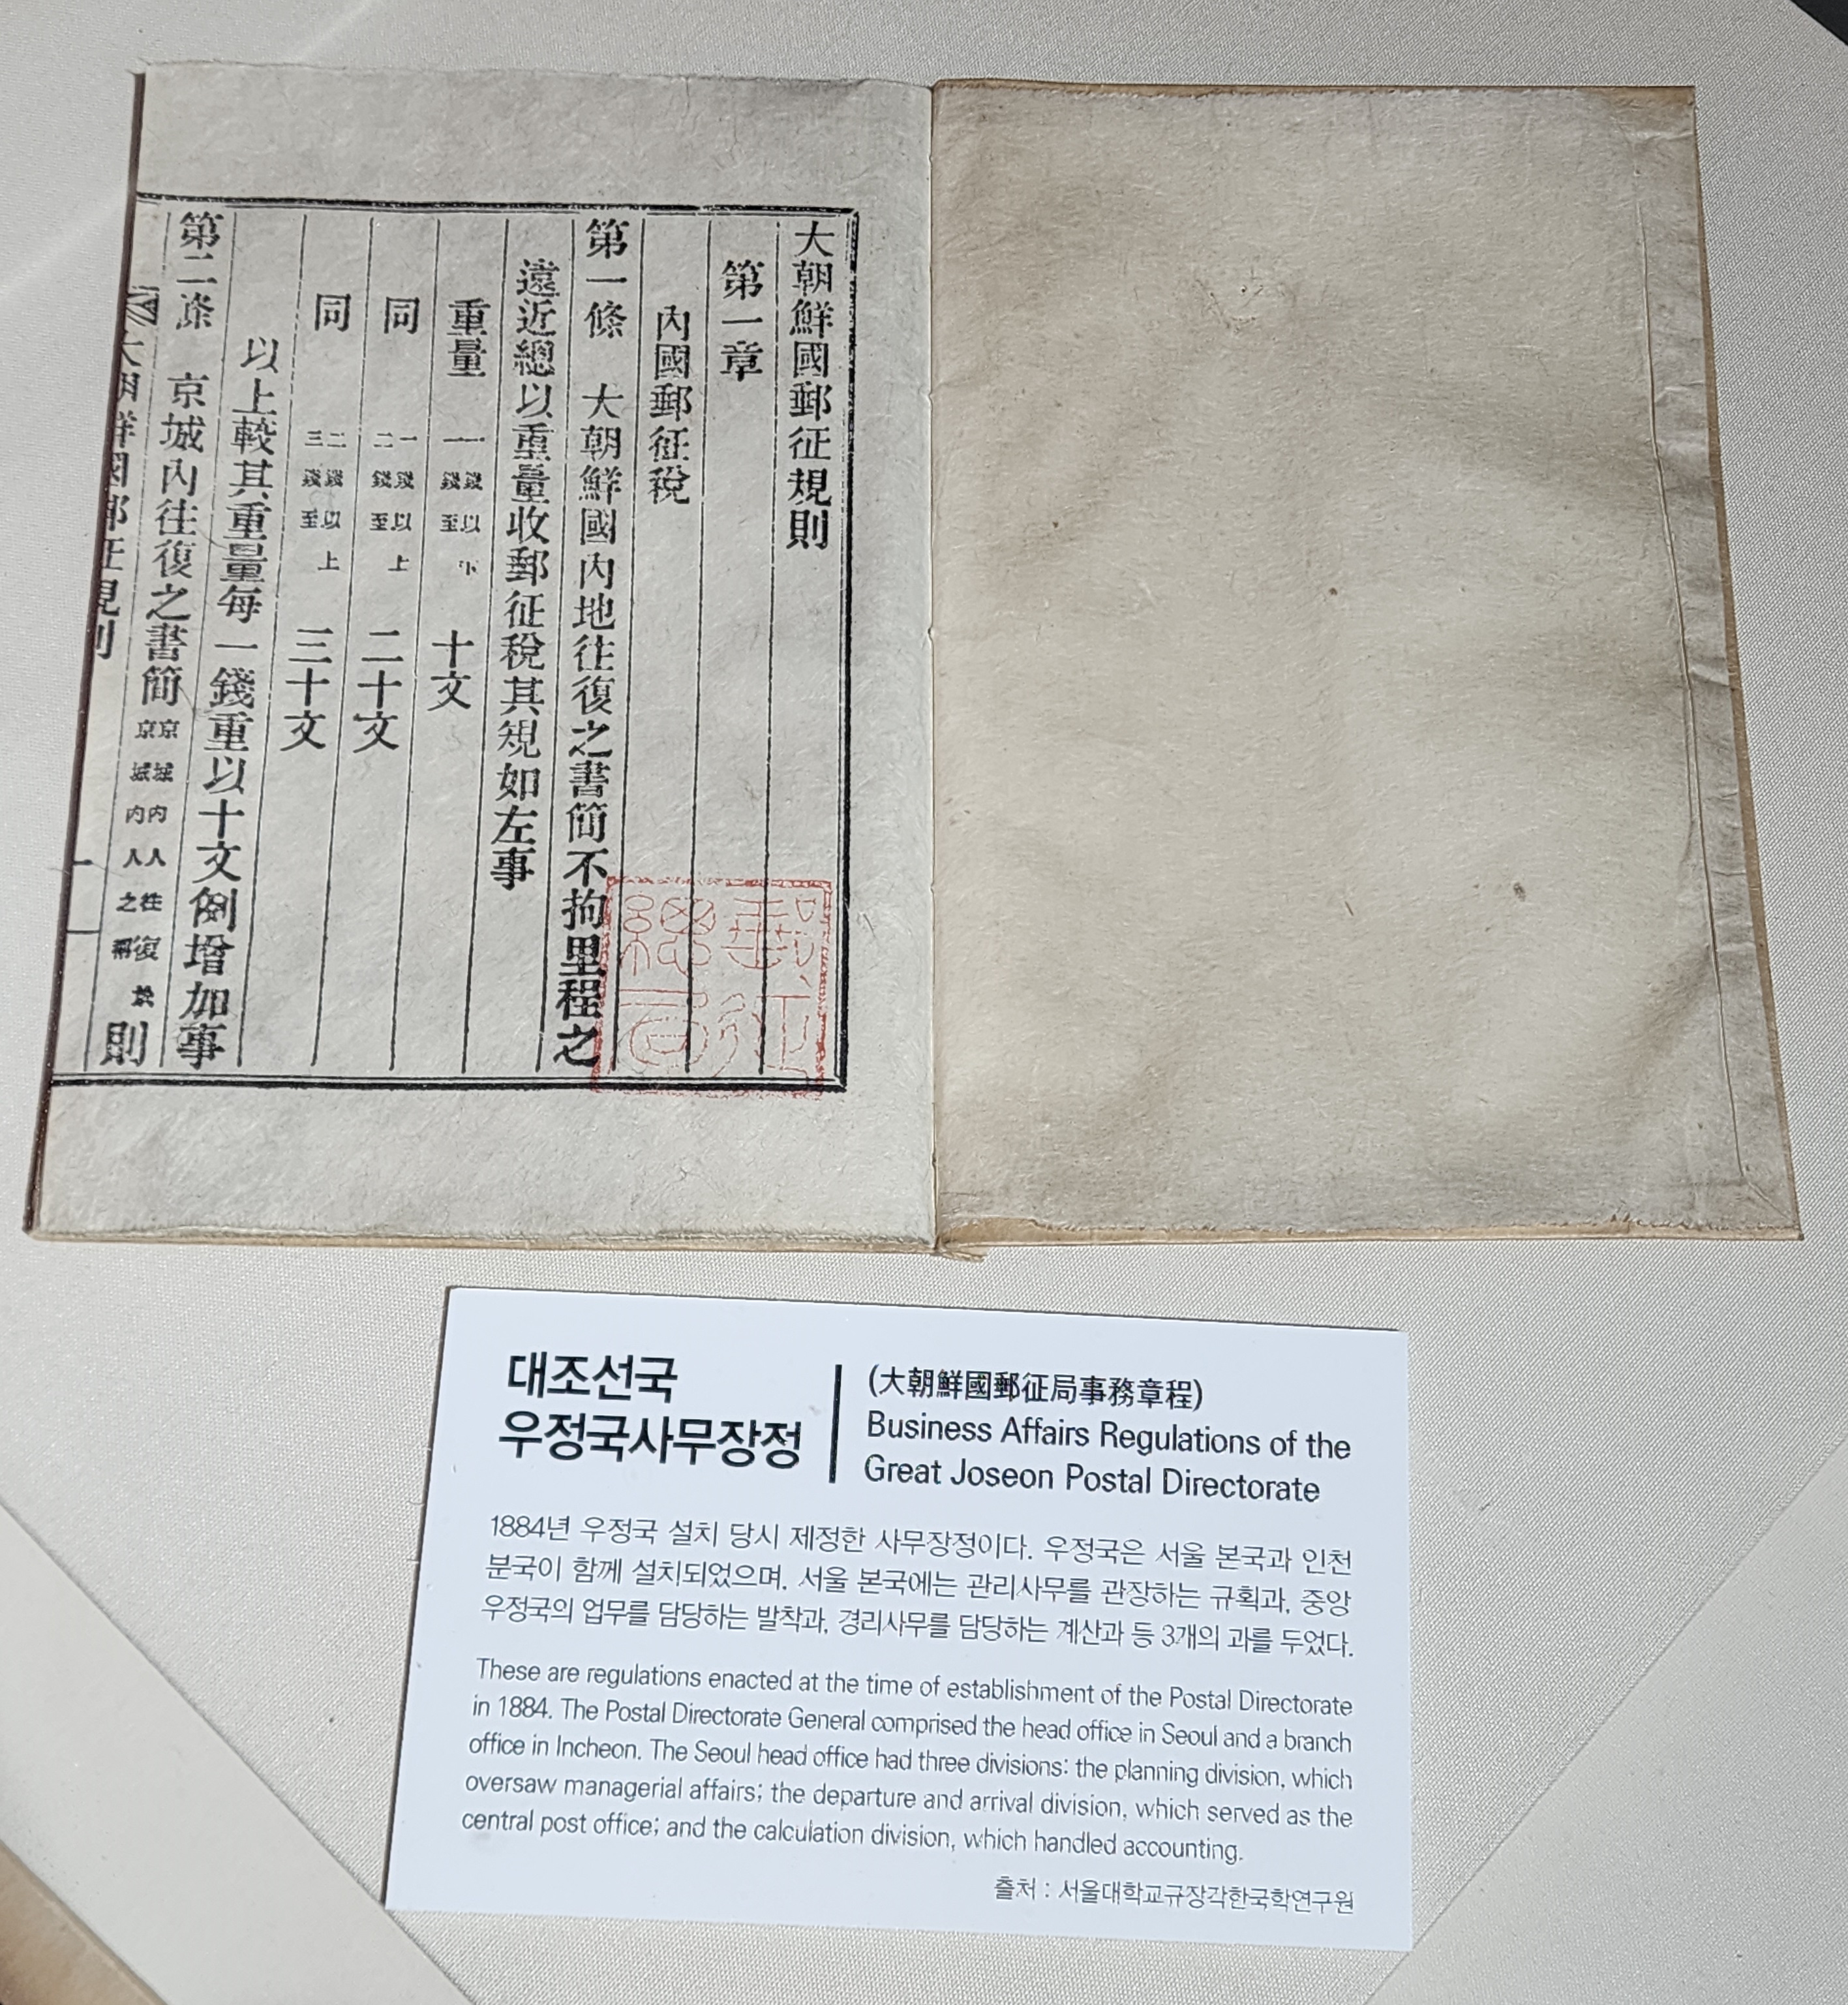 大朝鮮國郵征規則
第一章
內國郵征稅
第一條 大朝鮮國內地往復之書簡不拘里程之
遠近總以重量收郵征稅其規如左事
重量 一錢以下 一錢至 十文
同 一錢以上 二錢至 二十文
同 二錢以上 三錢至 三十文
以上較其重量每一錢重以十文例增加事
第二條 京城內往復之書簡 京城內人往復於 京城內人之 則
大朝鮮國郵征規則
一
郵征總司
대조선국
우정국사무장정
(大朝鮮國郵征局事務章程)
Business Affairs Regulations of the
Great Joseon Postal Directorate
1884년 우정국 설치 당시 제정한 사무장정이다. 우정국은 서울 본국과 인천
분국이 함께 설치되었으며, 서울 본국에는 관리사무를 관장하는 규획과, 중앙
우정국의 업무를 담당하는 발착과, 경리사무를 담당하는 계산과 등 3개의 과를 두었다.
These are regulations enacted at the time of establishment of the Postal Directorate
in 1884. The Postal Directorate General comprised the head office in Seoul and a branch
office in Incheon. The Seoul head office had three divisions: the planning division, which
oversaw managerial affairs; the departure and arrival division, which served as the
central post office; and the calculation division, which handled accounting.
출처 : 서울대학교규장각한국학연구원